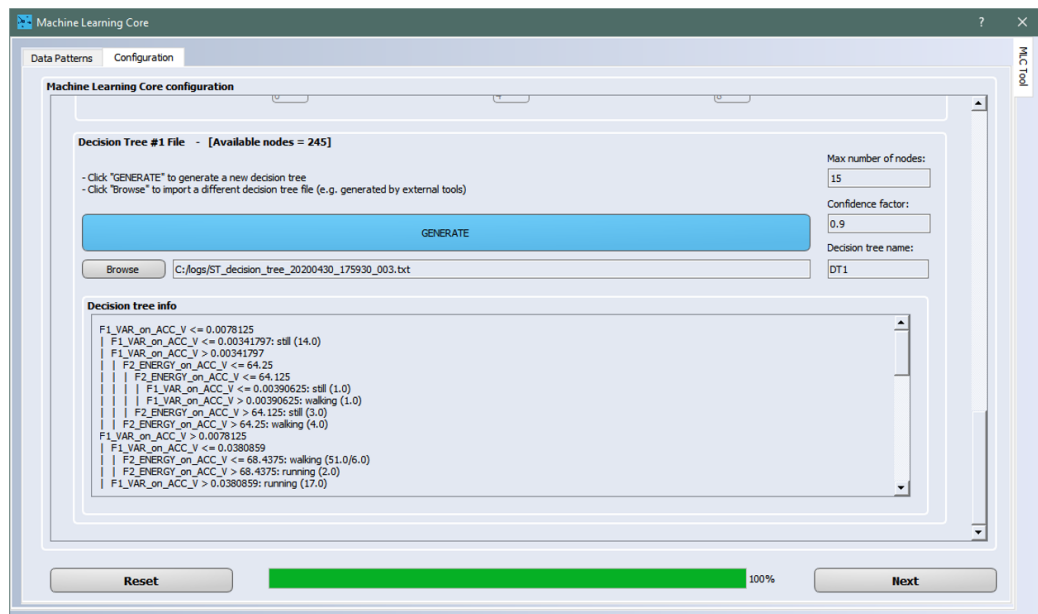 Machine Learning Core
?
MLC Tool
Data Patterns Configuration
Machine Learning Core configuration
Decision Tree #1 File - [Available nodes = 245]
- Click "GENERATE" to generate a new decision tree
- Click "Browse" to import a different decision tree file (e.g. generated by external tools)
Max number of nodes:
15
Confidence factor:
0.9
GENERATE
Decision tree name:
Browse C:/logs/ST_decision_tree_20200430_175930_003.txt
DT1
Decision tree info
F1_VAR_on_ACC_V <= 0.0078125
| F1_VAR_on_ACC_V <= 0.00341797: still (14.0)
| F1_VAR_on_ACC_V > 0.00341797
| | F2_ENERGY_on_ACC_V <= 64.25
| | | F2_ENERGY_on_ACC_V <= 64.125
| | | | F1_VAR_on_ACC_V <= 0.00390625: still (1.0)
| | | | F1_VAR_on_ACC_V > 0.00390625: walking (1.0)
| | | F2_ENERGY_on_ACC_V > 64.125: still (3.0)
| | F2_ENERGY_on_ACC_V > 64.25: walking (4.0)
F1_VAR_on_ACC_V > 0.0078125
| F1_VAR_on_ACC_V <= 0.0380859
| | F2_ENERGY_on_ACC_V <= 68.4375: walking (51.0/6.0)
| | F2_ENERGY_on_ACC_V > 68.4375: running (2.0)
| F1_VAR_on_ACC_V > 0.0380859: running (17.0)
Reset
100%
Next